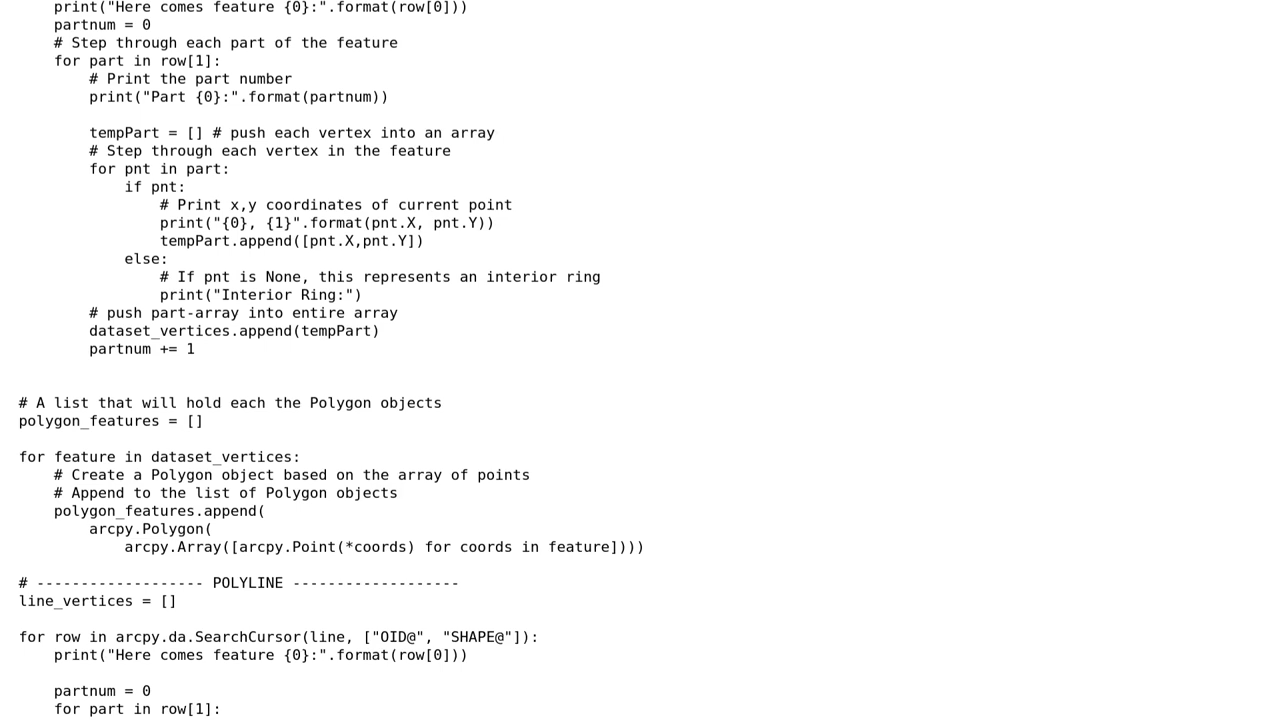 print("Here comes feature {0}:".format(row[0]))
    partnum = 0
    # Step through each part of the feature
    for part in row[1]:
        # Print the part number
        print("Part {0}:".format(partnum))

        tempPart = [] # push each vertex into an array
        # Step through each vertex in the feature
        for pnt in part:
            if pnt:
                # Print x,y coordinates of current point
                print("{0}, {1}".format(pnt.X, pnt.Y))
                tempPart.append([pnt.X,pnt.Y])
            else:
                # If pnt is None, this represents an interior ring
                print("Interior Ring:")
        # push part-array into entire array
        dataset_vertices.append(tempPart)
        partnum += 1


# A list that will hold each the Polygon objects
polygon_features = []

for feature in dataset_vertices:
    # Create a Polygon object based on the array of points
    # Append to the list of Polygon objects
    polygon_features.append(
        arcpy.Polygon(
            arcpy.Array([arcpy.Point(*coords) for coords in feature])))

# ------------------- POLYLINE -------------------
line_vertices = []

for row in arcpy.da.SearchCursor(line, ["OID@", "SHAPE@"]):
    print("Here comes feature {0}:".format(row[0]))

    partnum = 0
    for part in row[1]: